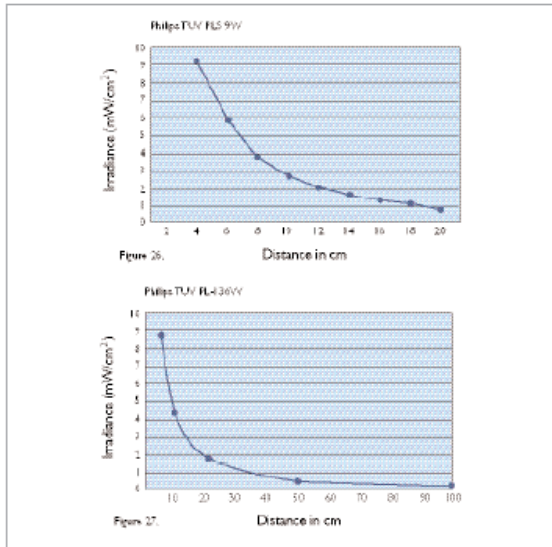 Philips TUV PLS 9W
Irradiance (mW/cm²)
10
9
8
7
6
5
4
3
2
1
0
2 4 6 8 10 12 14 16 18 20
Figure 26.
Distance in cm
Philips TUV PL-L36W
Irradiance (mW/cm²)
10
9
8
7
6
5
4
3
2
1
0
10 20 30 40 50 60 70 80 90 100
Figure 27.
Distance in cm